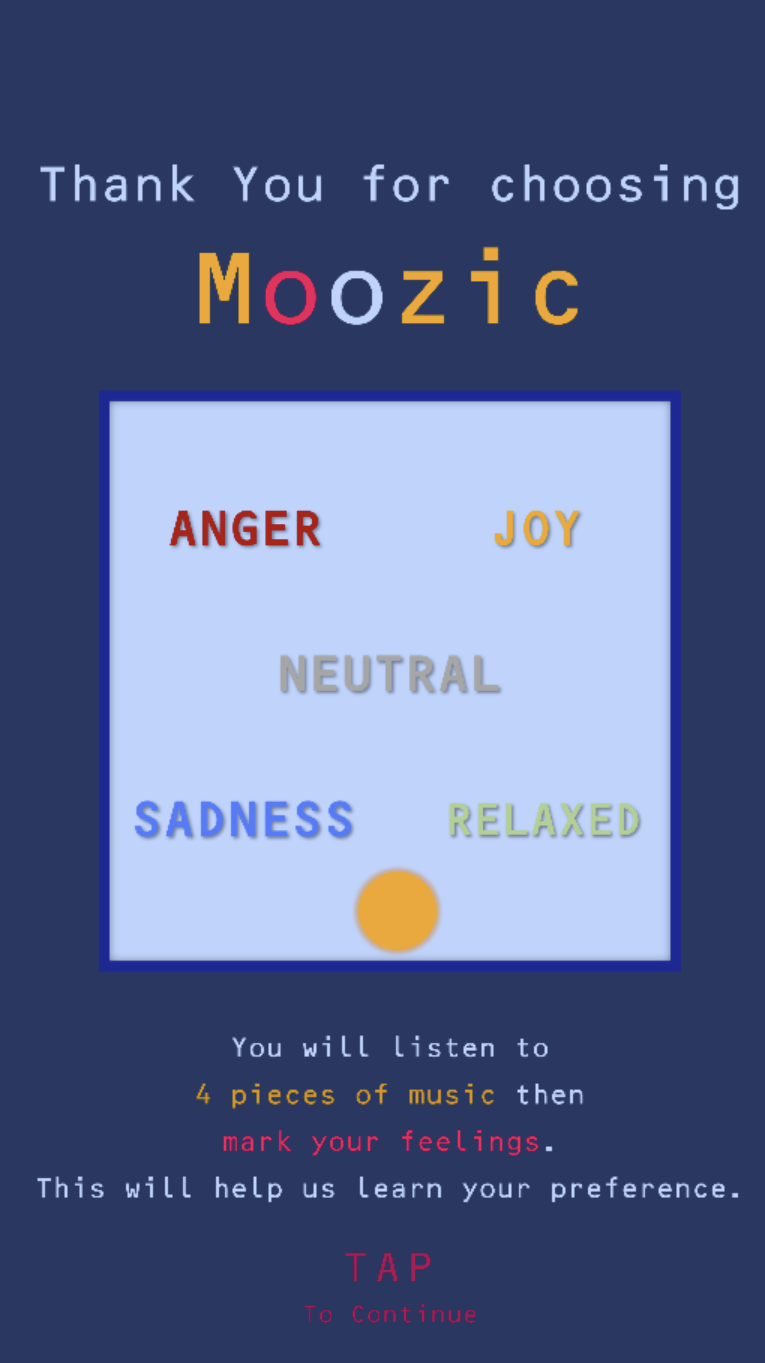 Thank You for choosing
Moozic
ANGER JOY
NEUTRAL
SADNESS RELAXED
You will listen to
4 pieces of music then
mark your feelings.
This will help us learn your preference.
TAP
To Continue